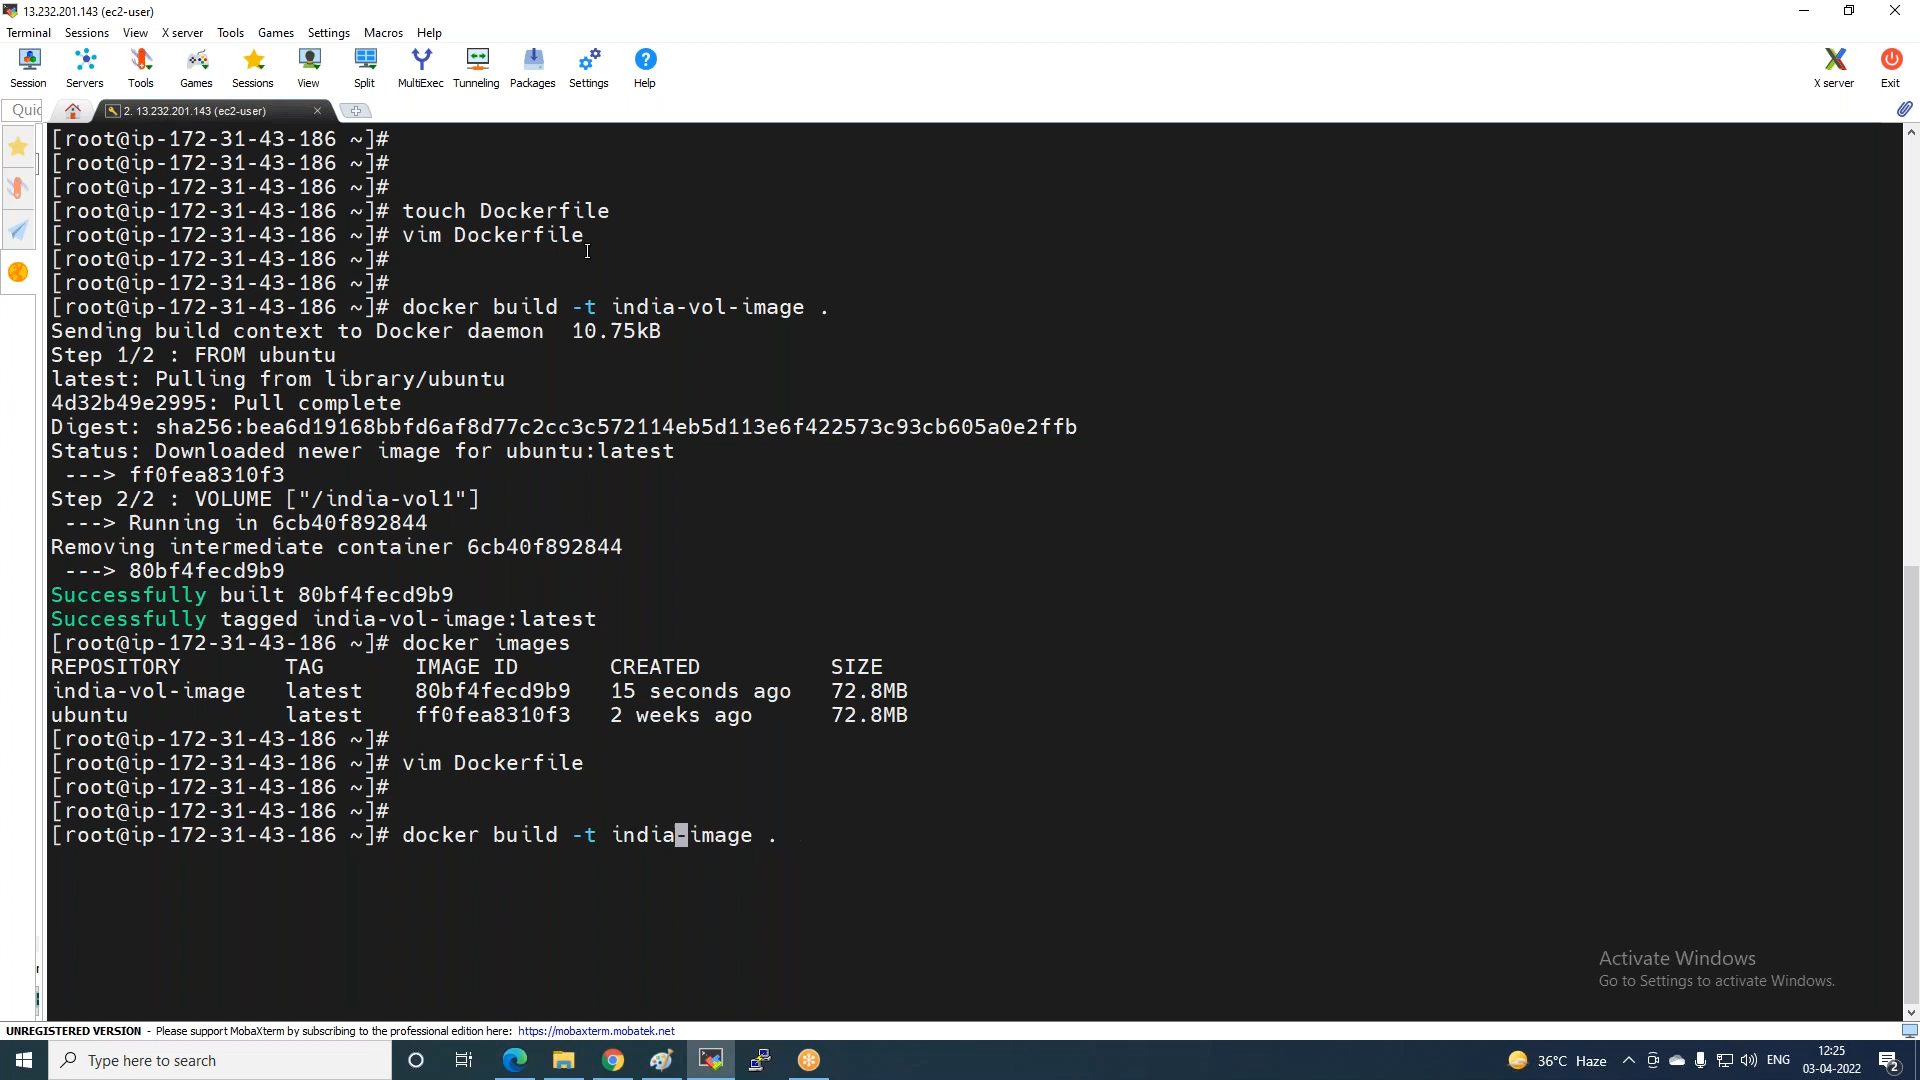 13.232.201.143 (ec2-user)
Terminal Sessions View X server Tools Games Settings Macros Help
Session Servers Tools Games Sessions View Split MultiExec Tunneling Packages Settings Help X server Exit
Quic 2. 13.232.201.143 (ec2-user)
[root@ip-172-31-43-186 ~]#
[root@ip-172-31-43-186 ~]#
[root@ip-172-31-43-186 ~]#
[root@ip-172-31-43-186 ~]# touch Dockerfile
[root@ip-172-31-43-186 ~]# vim Dockerfile
[root@ip-172-31-43-186 ~]#
[root@ip-172-31-43-186 ~]#
[root@ip-172-31-43-186 ~]# docker build -t india-vol-image .
Sending build context to Docker daemon  10.75kB
Step 1/2 : FROM ubuntu
latest: Pulling from library/ubuntu
4d32b49e2995: Pull complete
Digest: sha256:bea6d19168bbfd6af8d77c2cc3c572114eb5d113e6f422573c93cb605a0e2ffb
Status: Downloaded newer image for ubuntu:latest
 ---> ff0fea8310f3
Step 2/2 : VOLUME ["/india-vol1"]
 ---> Running in 6cb40f892844
Removing intermediate container 6cb40f892844
 ---> 80bf4fecd9b9
Successfully built 80bf4fecd9b9
Successfully tagged india-vol-image:latest
[root@ip-172-31-43-186 ~]# docker images
REPOSITORY        TAG       IMAGE ID       CREATED          SIZE
india-vol-image   latest    80bf4fecd9b9   15 seconds ago   72.8MB
ubuntu            latest    ff0fea8310f3   2 weeks ago      72.8MB
[root@ip-172-31-43-186 ~]#
[root@ip-172-31-43-186 ~]# vim Dockerfile
[root@ip-172-31-43-186 ~]#
[root@ip-172-31-43-186 ~]#
[root@ip-172-31-43-186 ~]# docker build -t india-image .
Activate Windows
Go to Settings to activate Windows.
UNREGISTERED VERSION - Please support MobaXterm by subscribing to the professional edition here: https://mobaxterm.mobatek.net
Type here to search
36°C Haze
ENG
12:25
03-04-2022
2